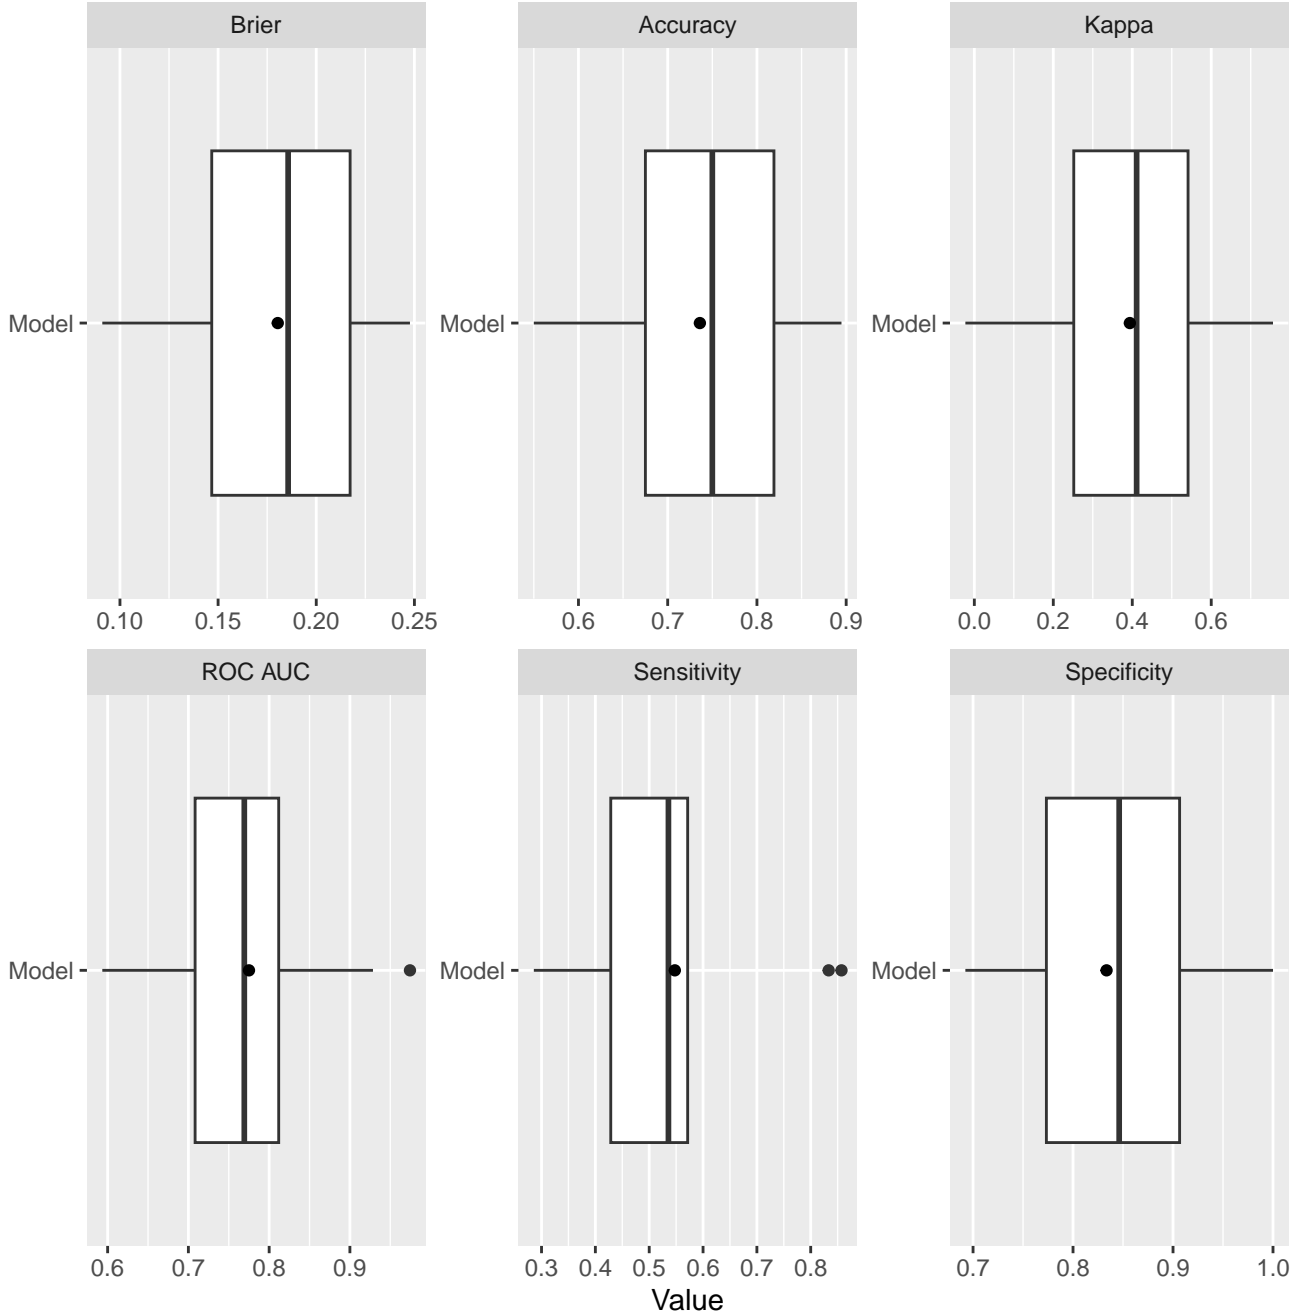 Brier Accuracy Kappa
Model Model Model
0.10 0.15 0.20 0.25 0.6 0.7 0.8 0.9 0.0 0.2 0.4 0.6
ROC AUC Sensitivity Specificity
Model Model Model
0.6 0.7 0.8 0.9 0.3 0.4 0.5 0.6 0.7 0.8 0.7 0.8 0.9 1.0
Value